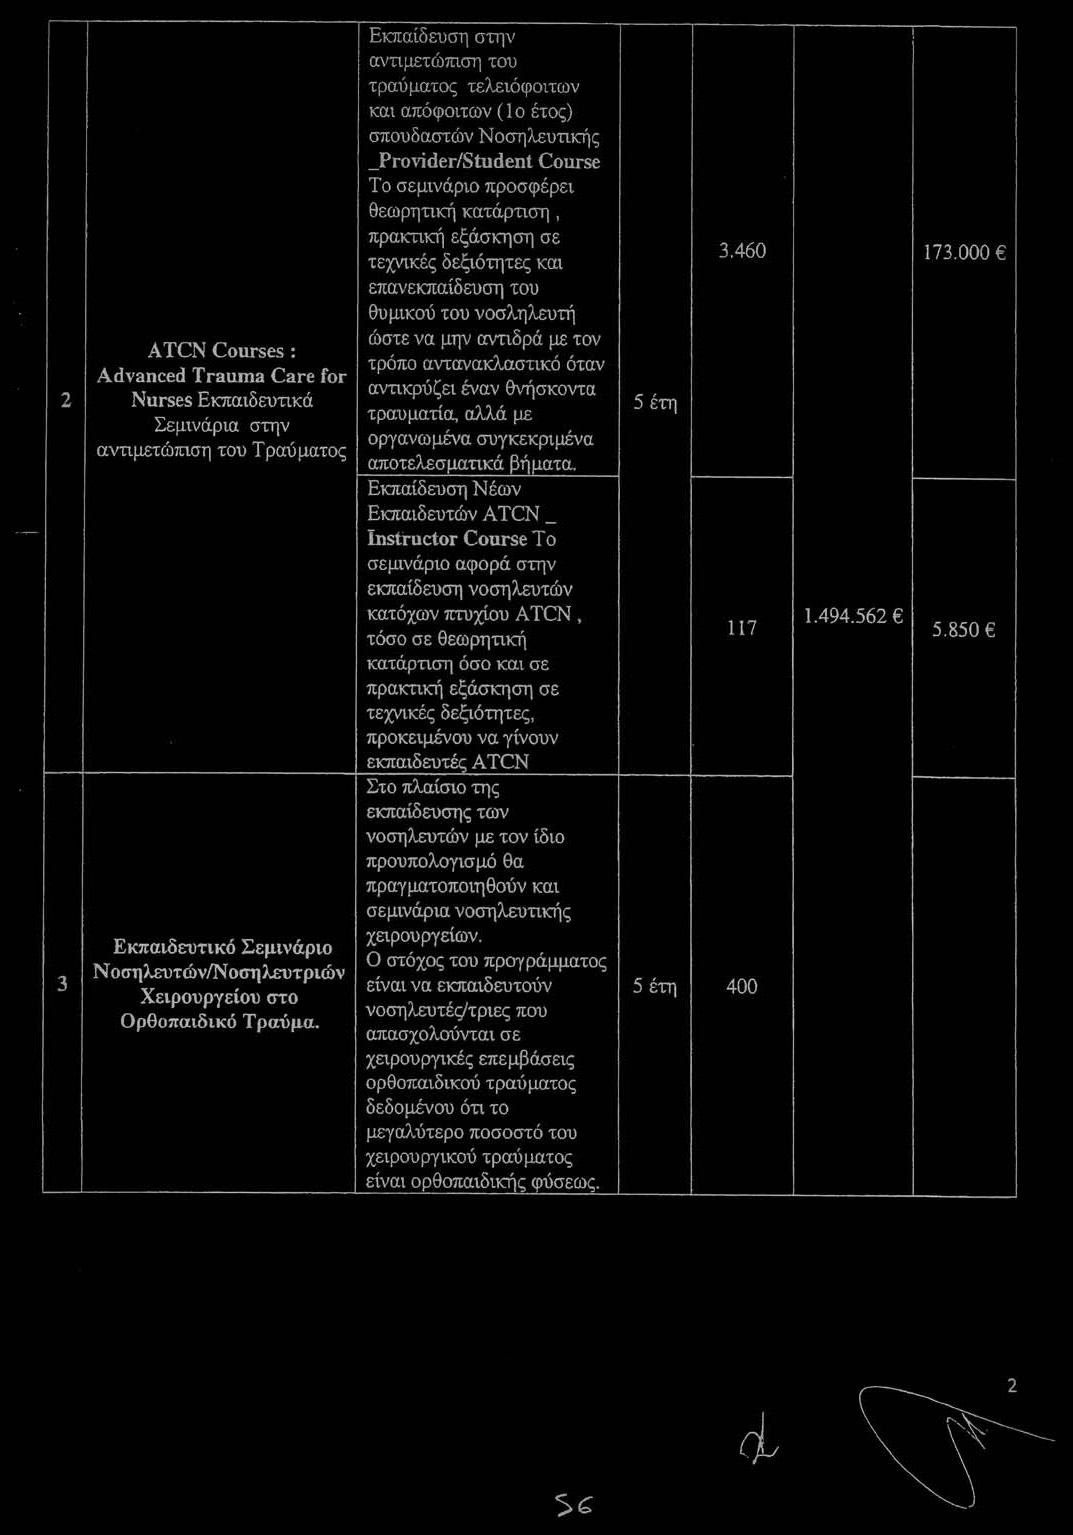 2
ATCN Courses :
Advanced Trauma Care for
Nurses Εκπαιδευτικά
Σεμινάρια στην
αντιμετώπιση του Τραύματος
Εκπαίδευση στην
αντιμετώπιση του
τραύματος τελειόφοιτων
και απόφοιτων (1ο έτος)
σπουδαστών Νοσηλευτικής
_Provider/Student Course
Το σεμινάριο προσφέρει
θεωρητική κατάρτιση ,
πρακτική εξάσκηση σε
τεχνικές δεξιότητες και
επανεκπαίδευση του
θυμικού του νοσληλευτή
ώστε να μην αντιδρά με τον
τρόπο αντανακλαστικό όταν
αντικρύζει έναν θνήσκοντα
τραυματία, αλλά με
οργανωμένα συγκεκριμένα
αποτελεσματικά βήματα.
5 έτη
3.460
173.000 €
Εκπαίδευση Νέων
Εκπαιδευτών ATCN _
Instructor Course Το
σεμινάριο αφορά στην
εκπαίδευση νοσηλευτών
κατόχων πτυχίου ATCN ,
τόσο σε θεωρητική
κατάρτιση όσο και σε
πρακτική εξάσκηση σε
τεχνικές δεξιότητες,
προκειμένου να γίνουν
εκπαιδευτές ATCN
117
1.494.562 €
5.850 €
3
Εκπαιδευτικό Σεμινάριο
Νοσηλευτών/Νοσηλευτριών
Χειρουργείου στο
Ορθοπαιδικό Τραύμα.
Στο πλαίσιο της
εκπαίδευσης των
νοσηλευτών με τον ίδιο
προυπολογισμό θα
πραγματοποιηθούν και
σεμινάρια νοσηλευτικής
χειρουργείων.
Ο στόχος του προγράμματος
είναι να εκπαιδευτούν
νοσηλευτές/τριες που
απασχολούνται σε
χειρουργικές επεμβάσεις
ορθοπαιδικού τραύματος
δεδομένου ότι το
μεγαλύτερο ποσοστό του
χειρουργικού τραύματος
είναι ορθοπαιδικής φύσεως.
5 έτη
400
2
56